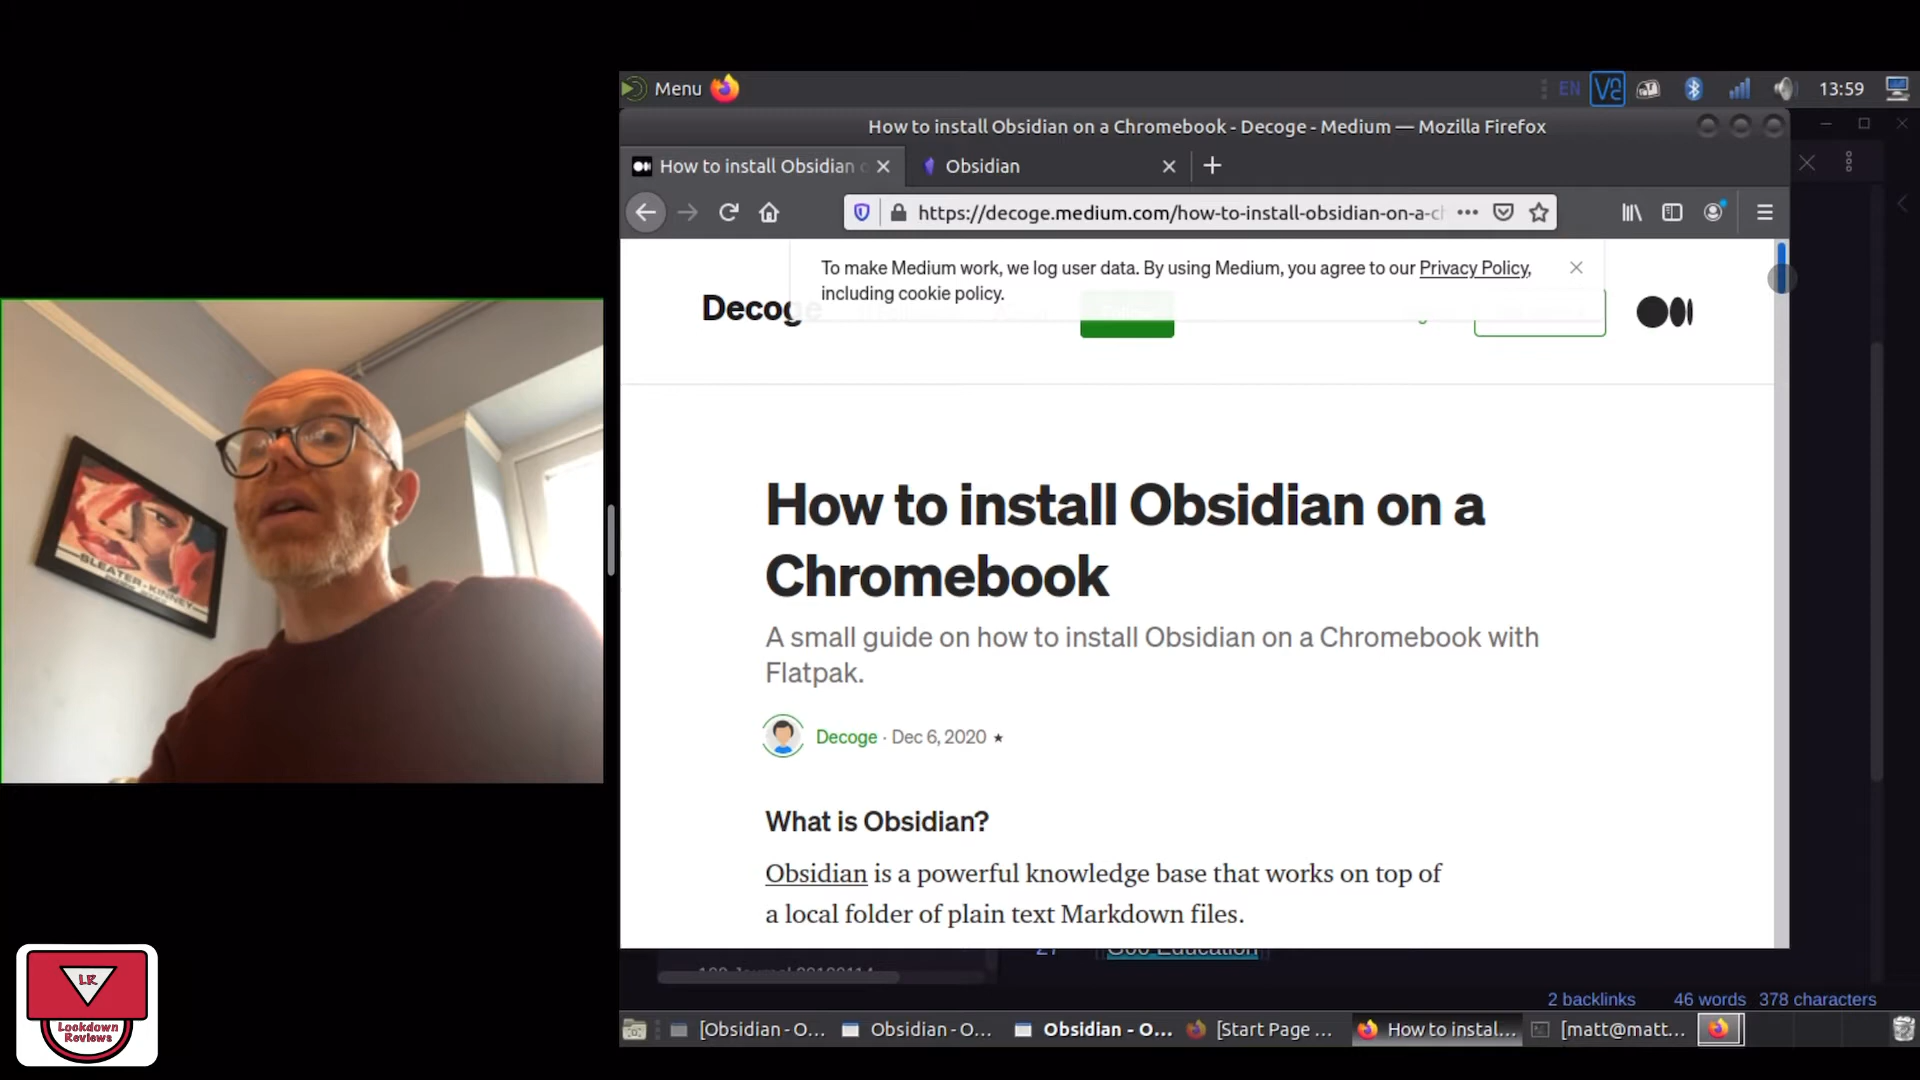 Menu
EN
13:59
How to install Obsidian on a Chromebook - Decoge - Medium — Mozilla Firefox
How to install Obsidian
Obsidian
https://decoge.medium.com/how-to-install-obsidian-on-a-c
To make Medium work, we log user data. By using Medium, you agree to our Privacy Policy,
including cookie policy.
Decoge
How to install Obsidian on a
Chromebook
A small guide on how to install Obsidian on a Chromebook with
Flatpak.
Decoge · Dec 6, 2020 ★
What is Obsidian?
Obsidian is a powerful knowledge base that works on top of
a local folder of plain text Markdown files.
SLEATER-KINNEY
LR
Lockdown
Reviews
2 backlinks 46 words 378 characters
[Obsidian - O...
Obsidian - O...
Obsidian - O...
[Start Page ...
How to instal...
[matt@matt...